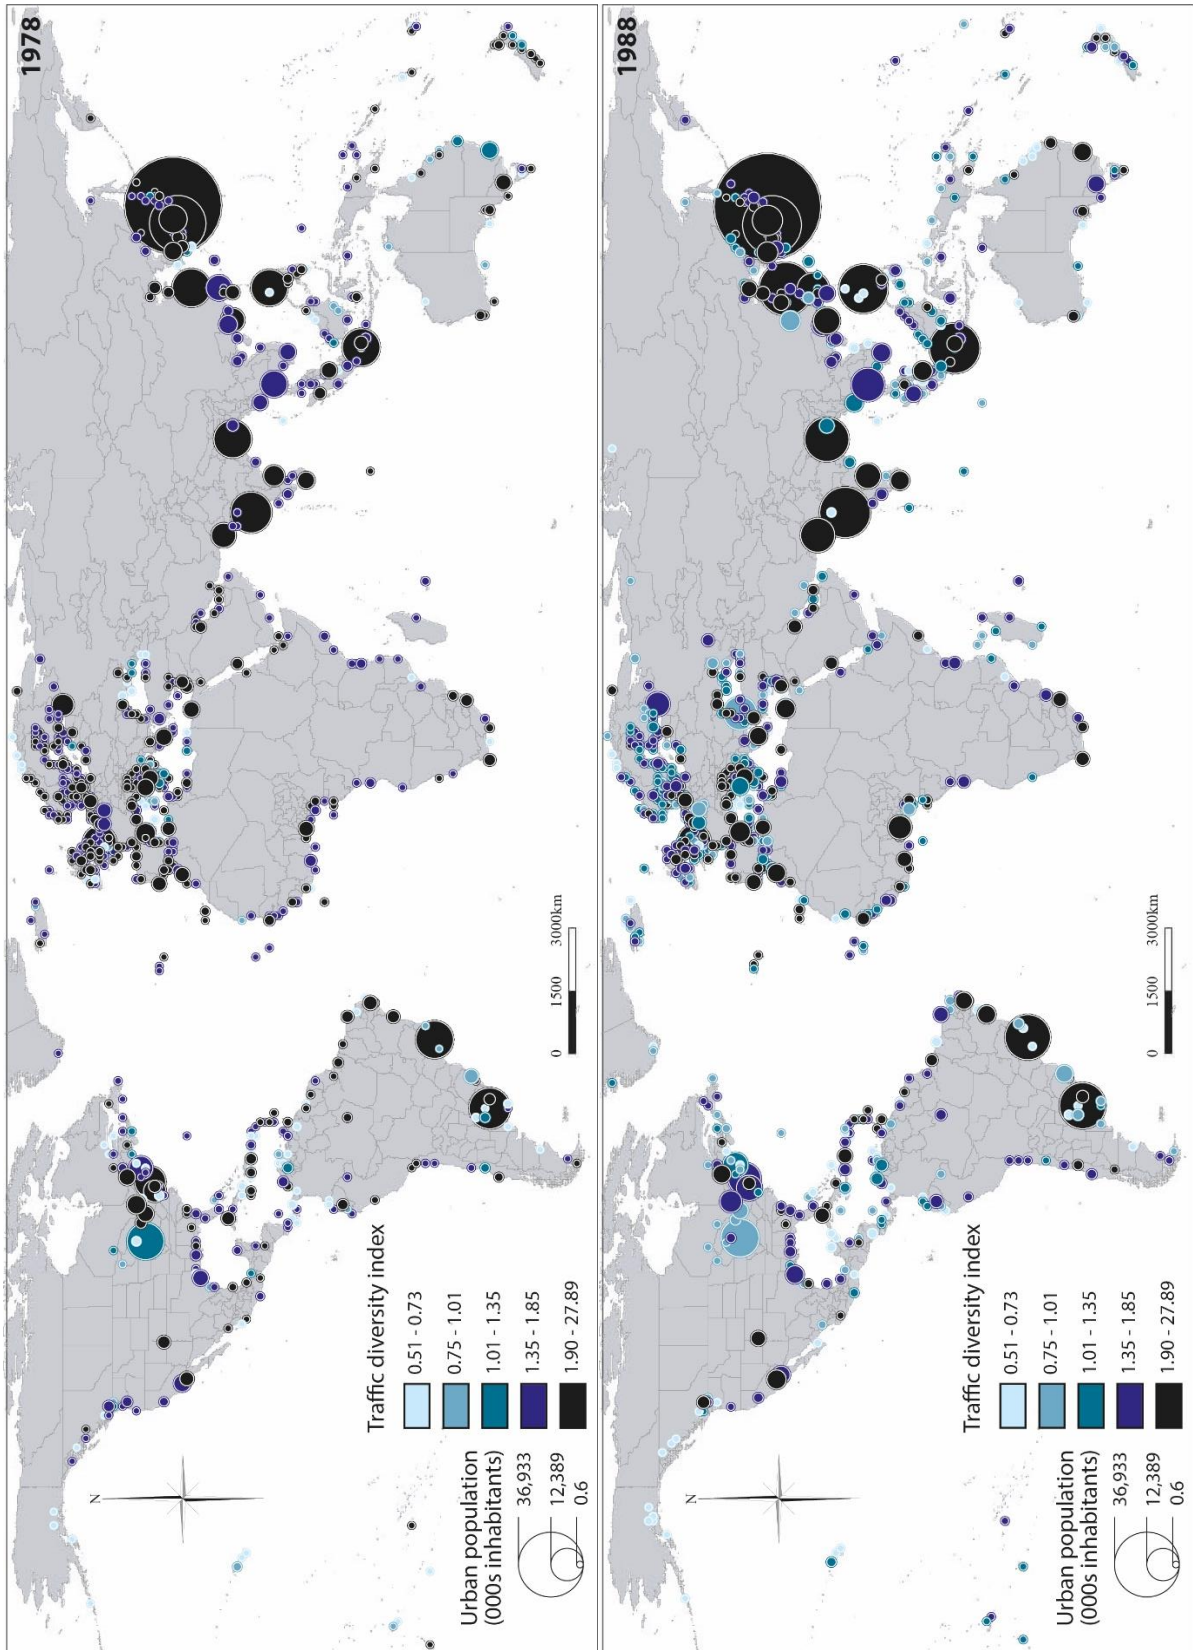 1978
N
0 1500 3000km
Urban population
(000s inhabitants)
36,933
12,389
0.6
Traffic diversity index
0.51 - 0.73
0.75 - 1.01
1.01 - 1.35
1.35 - 1.85
1.90 - 27.89
1988
N
0 1500 3000km
Urban population
(000s inhabitants)
36,933
12,389
0.6
Traffic diversity index
0.51 - 0.73
0.75 - 1.01
1.01 - 1.35
1.35 - 1.85
1.90 - 27.89